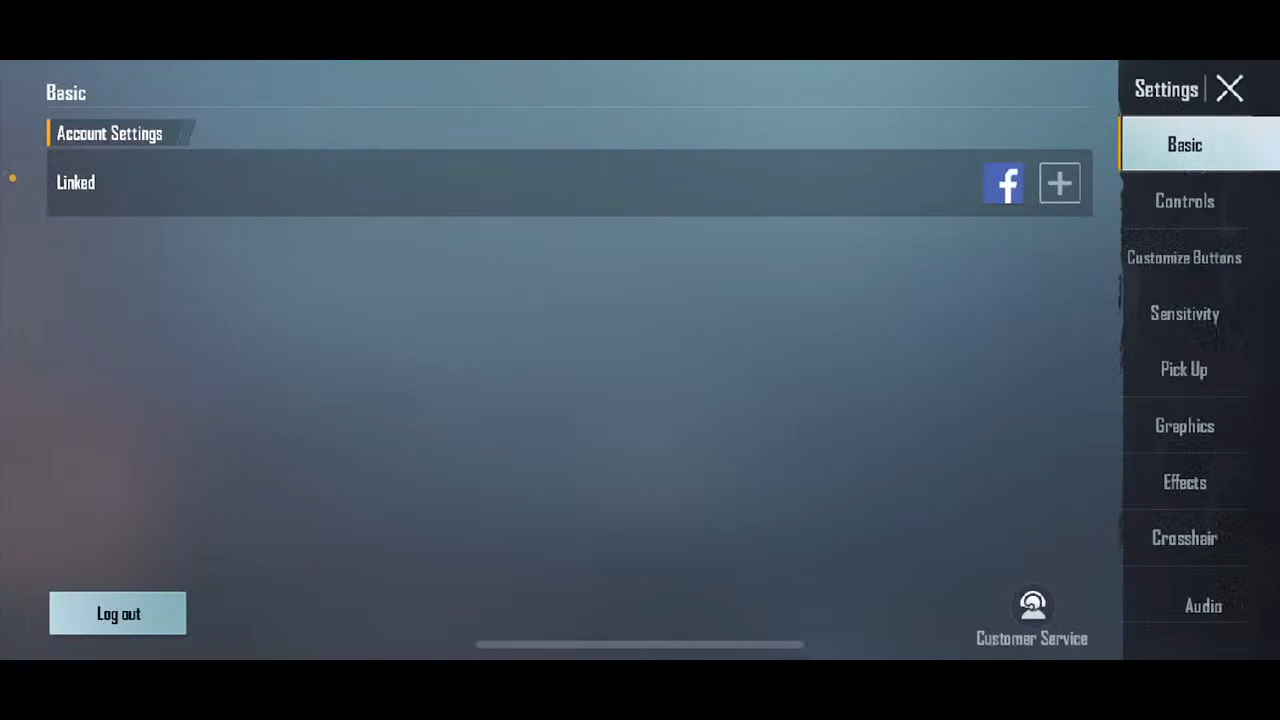 Basic
Account Settings
Linked
Log out
Customer Service
Settings
Basic
Controls
Customize Buttons
Sensitivity
Pick Up
Graphics
Effects
Crosshair
Audio